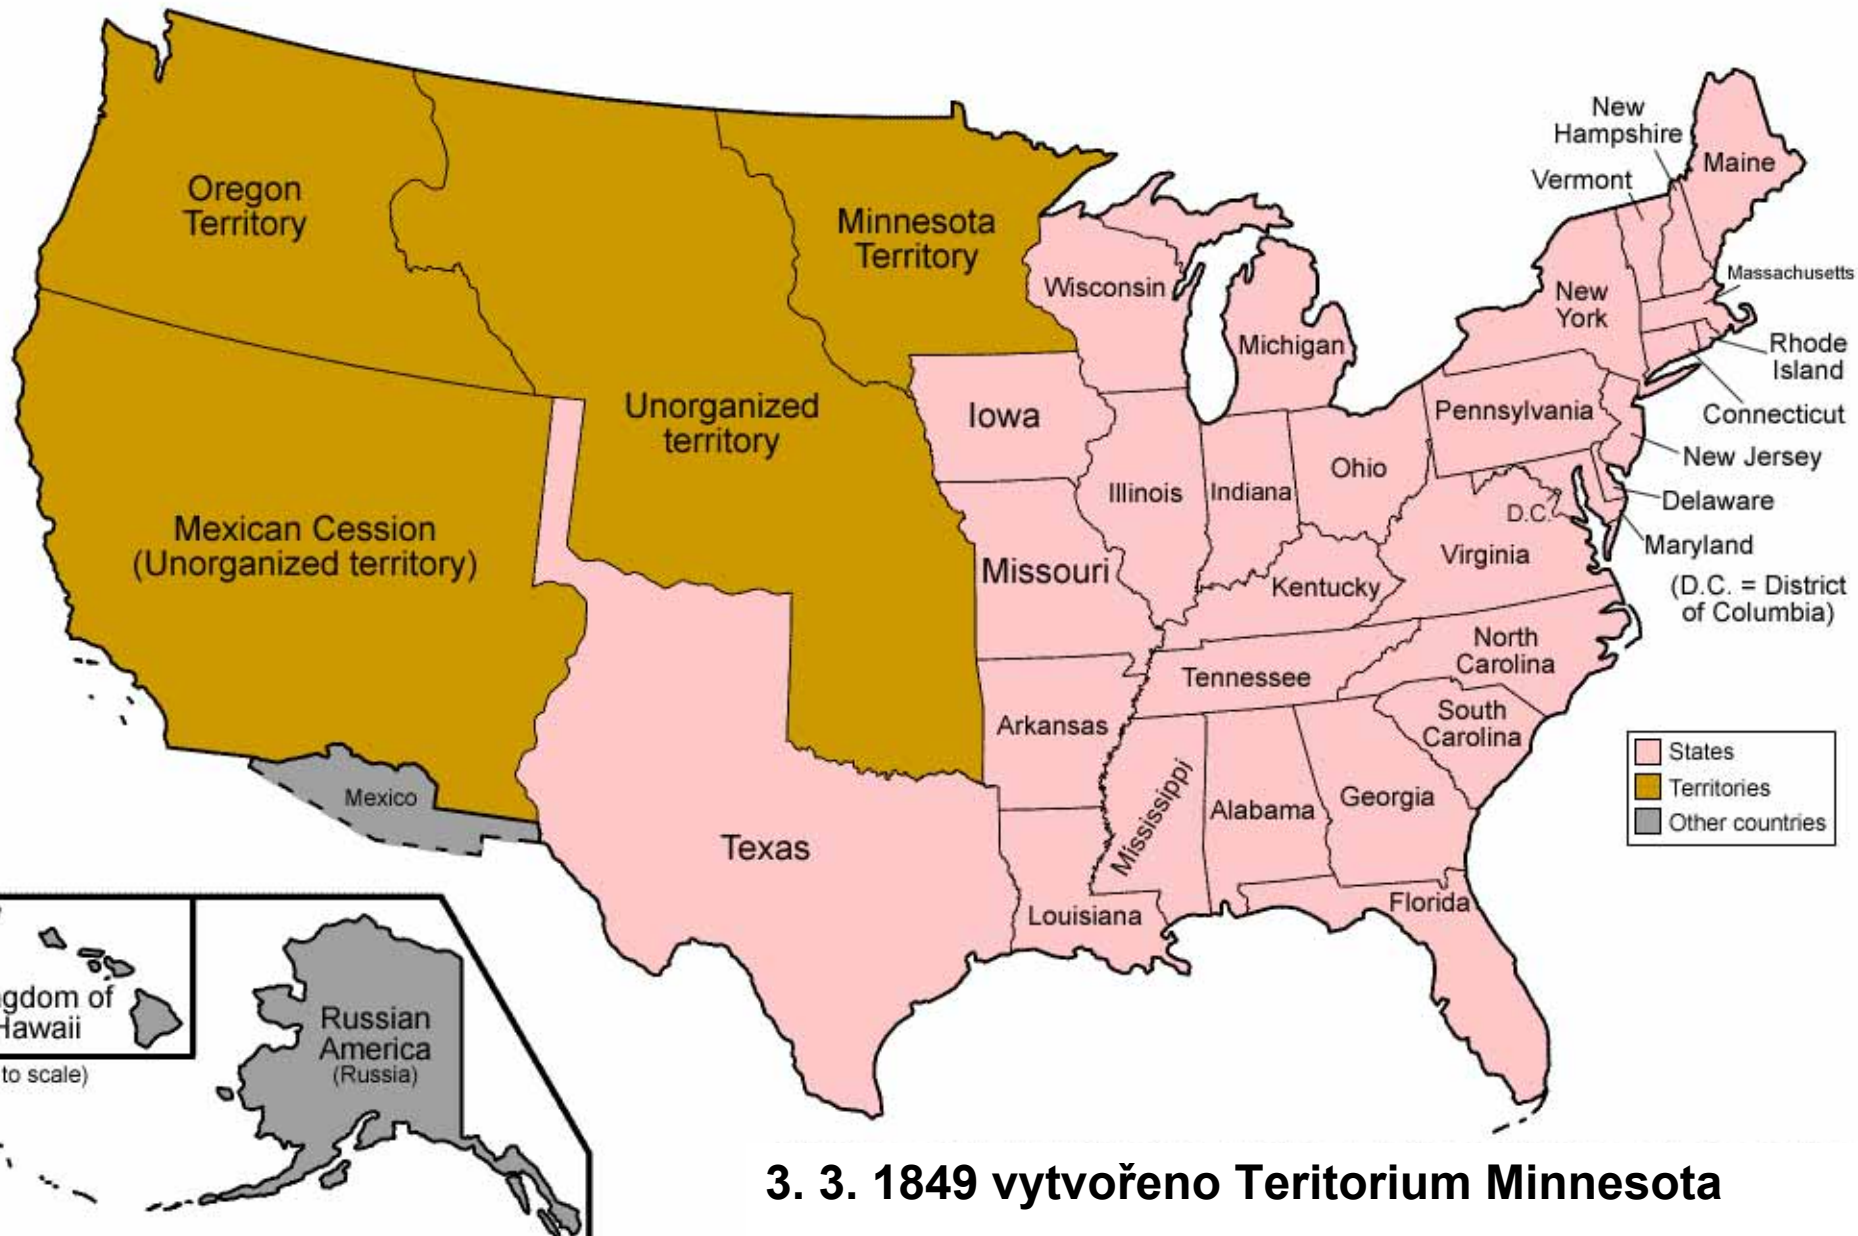 New
Hampshire
Maine
Vermont
Oregon
Territory
Minnesota
Territory
Massachusetts
Wisconsin
New
York
Michigan
Rhode
Island
Unorganized
territory
Iowa
Pennsylvania
Connecticut
New Jersey
Ohio
Illinois
Indiana
Delaware
D.C.
Mexican Cession
(Unorganized territory)
Maryland
Virginia
Missouri
Kentucky
(D.C. = District
of Columbia)
North
Carolina
Tennessee
South
Carolina
Arkansas
States
Mexico
Mississippi
Alabama
Georgia
Territories
Other countries
Texas
Louisiana
Florida
gdom of
Hawaii
Russian
America
(Russia)
to scale)
3. 3. 1849 vytvořeno Teritorium Minnesota